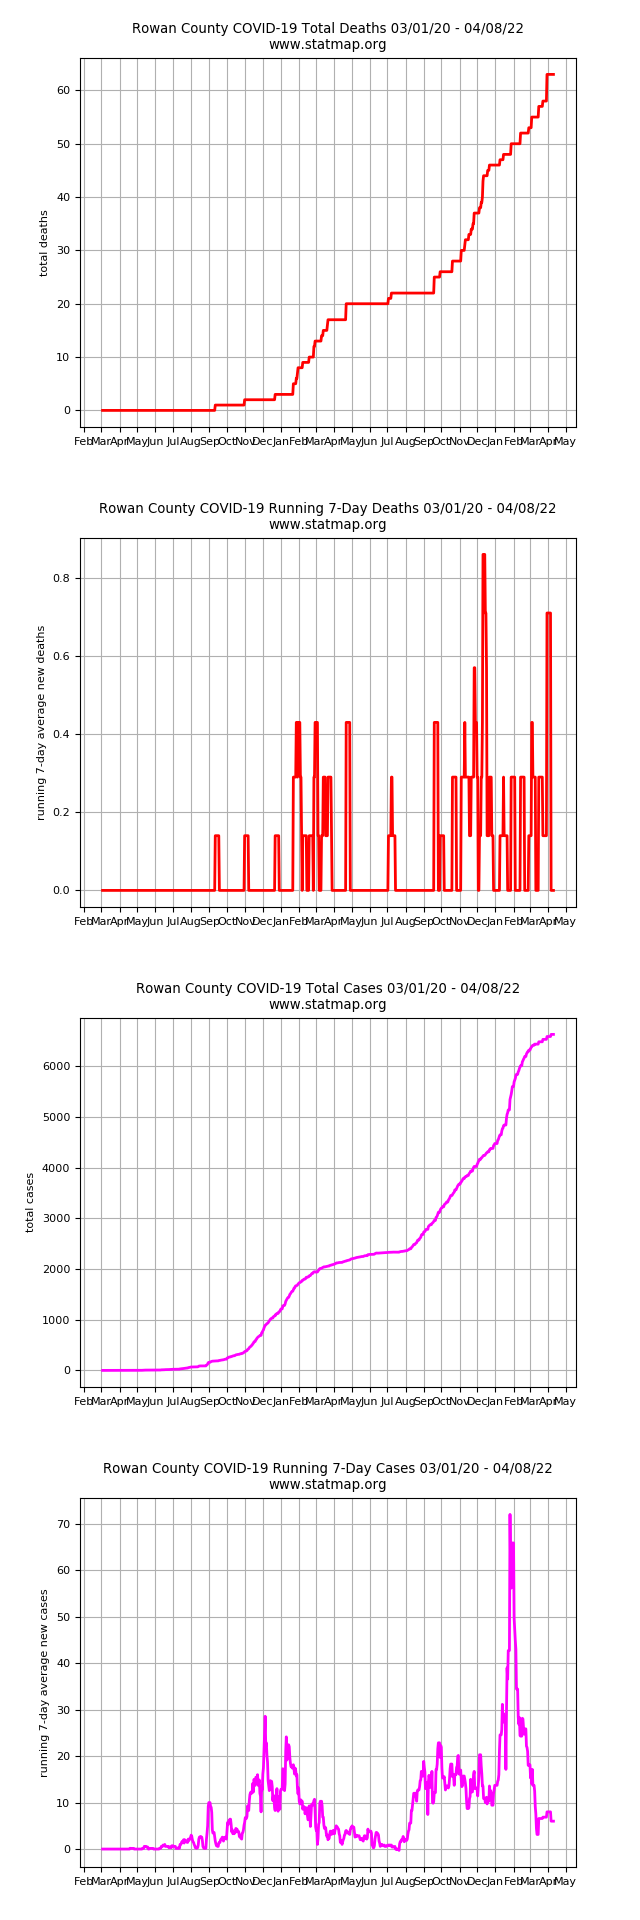 Rowan County COVID-19 Total Deaths 03/01/20 - 04/08/22
www.statmap.org
60
50
40
30
20
10
0
total deaths
Feb Mar Apr May Jun Jul Aug Sep Oct Nov Dec Jan Feb Mar Apr May Jun Jul Aug Sep Oct Nov Dec Jan Feb Mar Apr May
Rowan County COVID-19 Running 7-Day Deaths 03/01/20 - 04/08/22
www.statmap.org
0.8
0.6
0.4
0.2
0.0
running 7-day average new deaths
Feb Mar Apr May Jun Jul Aug Sep Oct Nov Dec Jan Feb Mar Apr May Jun Jul Aug Sep Oct Nov Dec Jan Feb Mar Apr May
Rowan County COVID-19 Total Cases 03/01/20 - 04/08/22
www.statmap.org
6000
5000
4000
3000
2000
1000
0
total cases
Feb Mar Apr May Jun Jul Aug Sep Oct Nov Dec Jan Feb Mar Apr May Jun Jul Aug Sep Oct Nov Dec Jan Feb Mar Apr May
Rowan County COVID-19 Running 7-Day Cases 03/01/20 - 04/08/22
www.statmap.org
70
60
50
40
30
20
10
0
running 7-day average new cases
Feb Mar Apr May Jun Jul Aug Sep Oct Nov Dec Jan Feb Mar Apr May Jun Jul Aug Sep Oct Nov Dec Jan Feb Mar Apr May